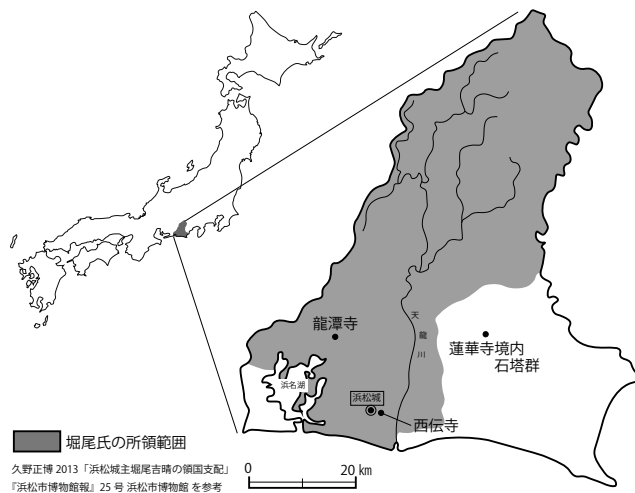 龍潭寺
天龍川
蓮華寺境内
石塔群
浜名湖
浜松城
西伝寺
堀尾氏の所領範囲
久野正博 2013「浜松城主堀尾吉晴の領国支配」
『浜松市博物館報』25 号 浜松市博物館 を参考
0 20 km